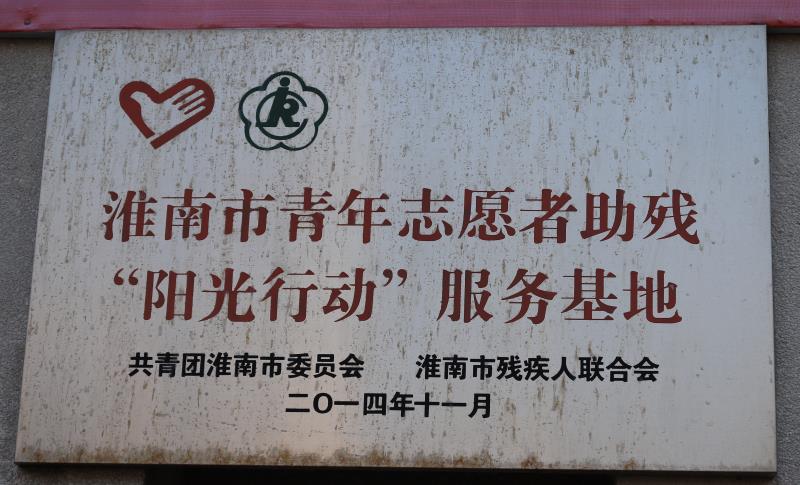 淮南市青年志愿者助残
“阳光行动”服务基地
共青团淮南市委员会 淮南市残疾人联合会
二〇一四年十一月